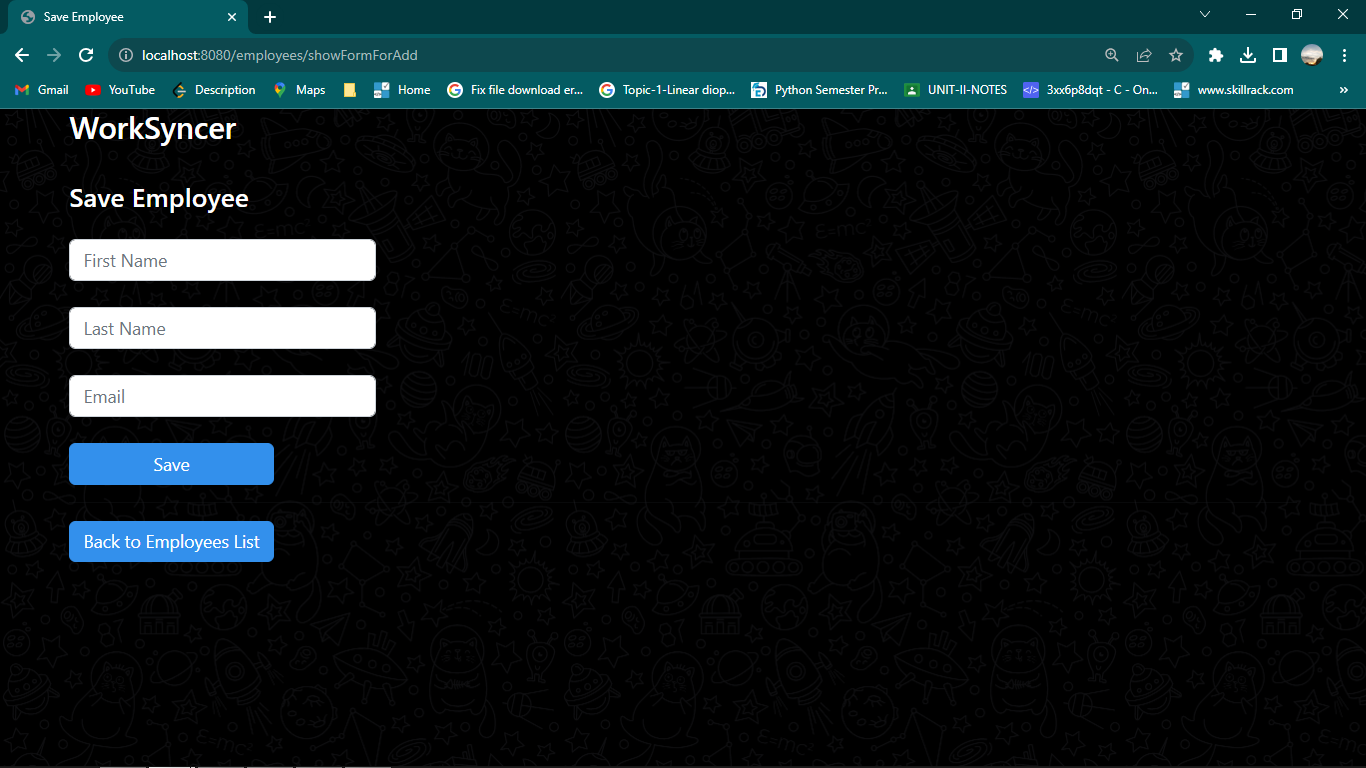 Save Employee
localhost:8080/employees/showFormForAdd
Gmail YouTube Description Maps Home Fix file download er... Topic-1-Linear diop... Python Semester Pr... UNIT-II-NOTES 3xx6p8dqt - C - On... www.skillrack.com »
WorkSyncer
Save Employee
First Name
Last Name
Email
Save
Back to Employees List